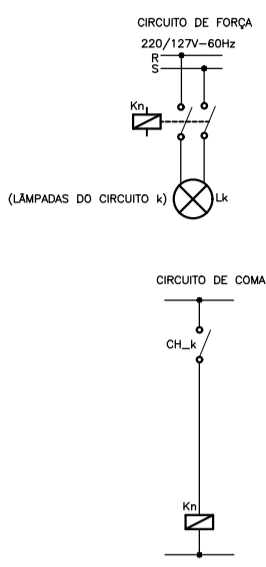 CIRCUITO DE FORÇA
220/127V-60Hz
R
S
Kn
(LÂMPADAS DO CIRCUITO k)
Lk
CIRCUITO DE COMA
CH_k
Kn